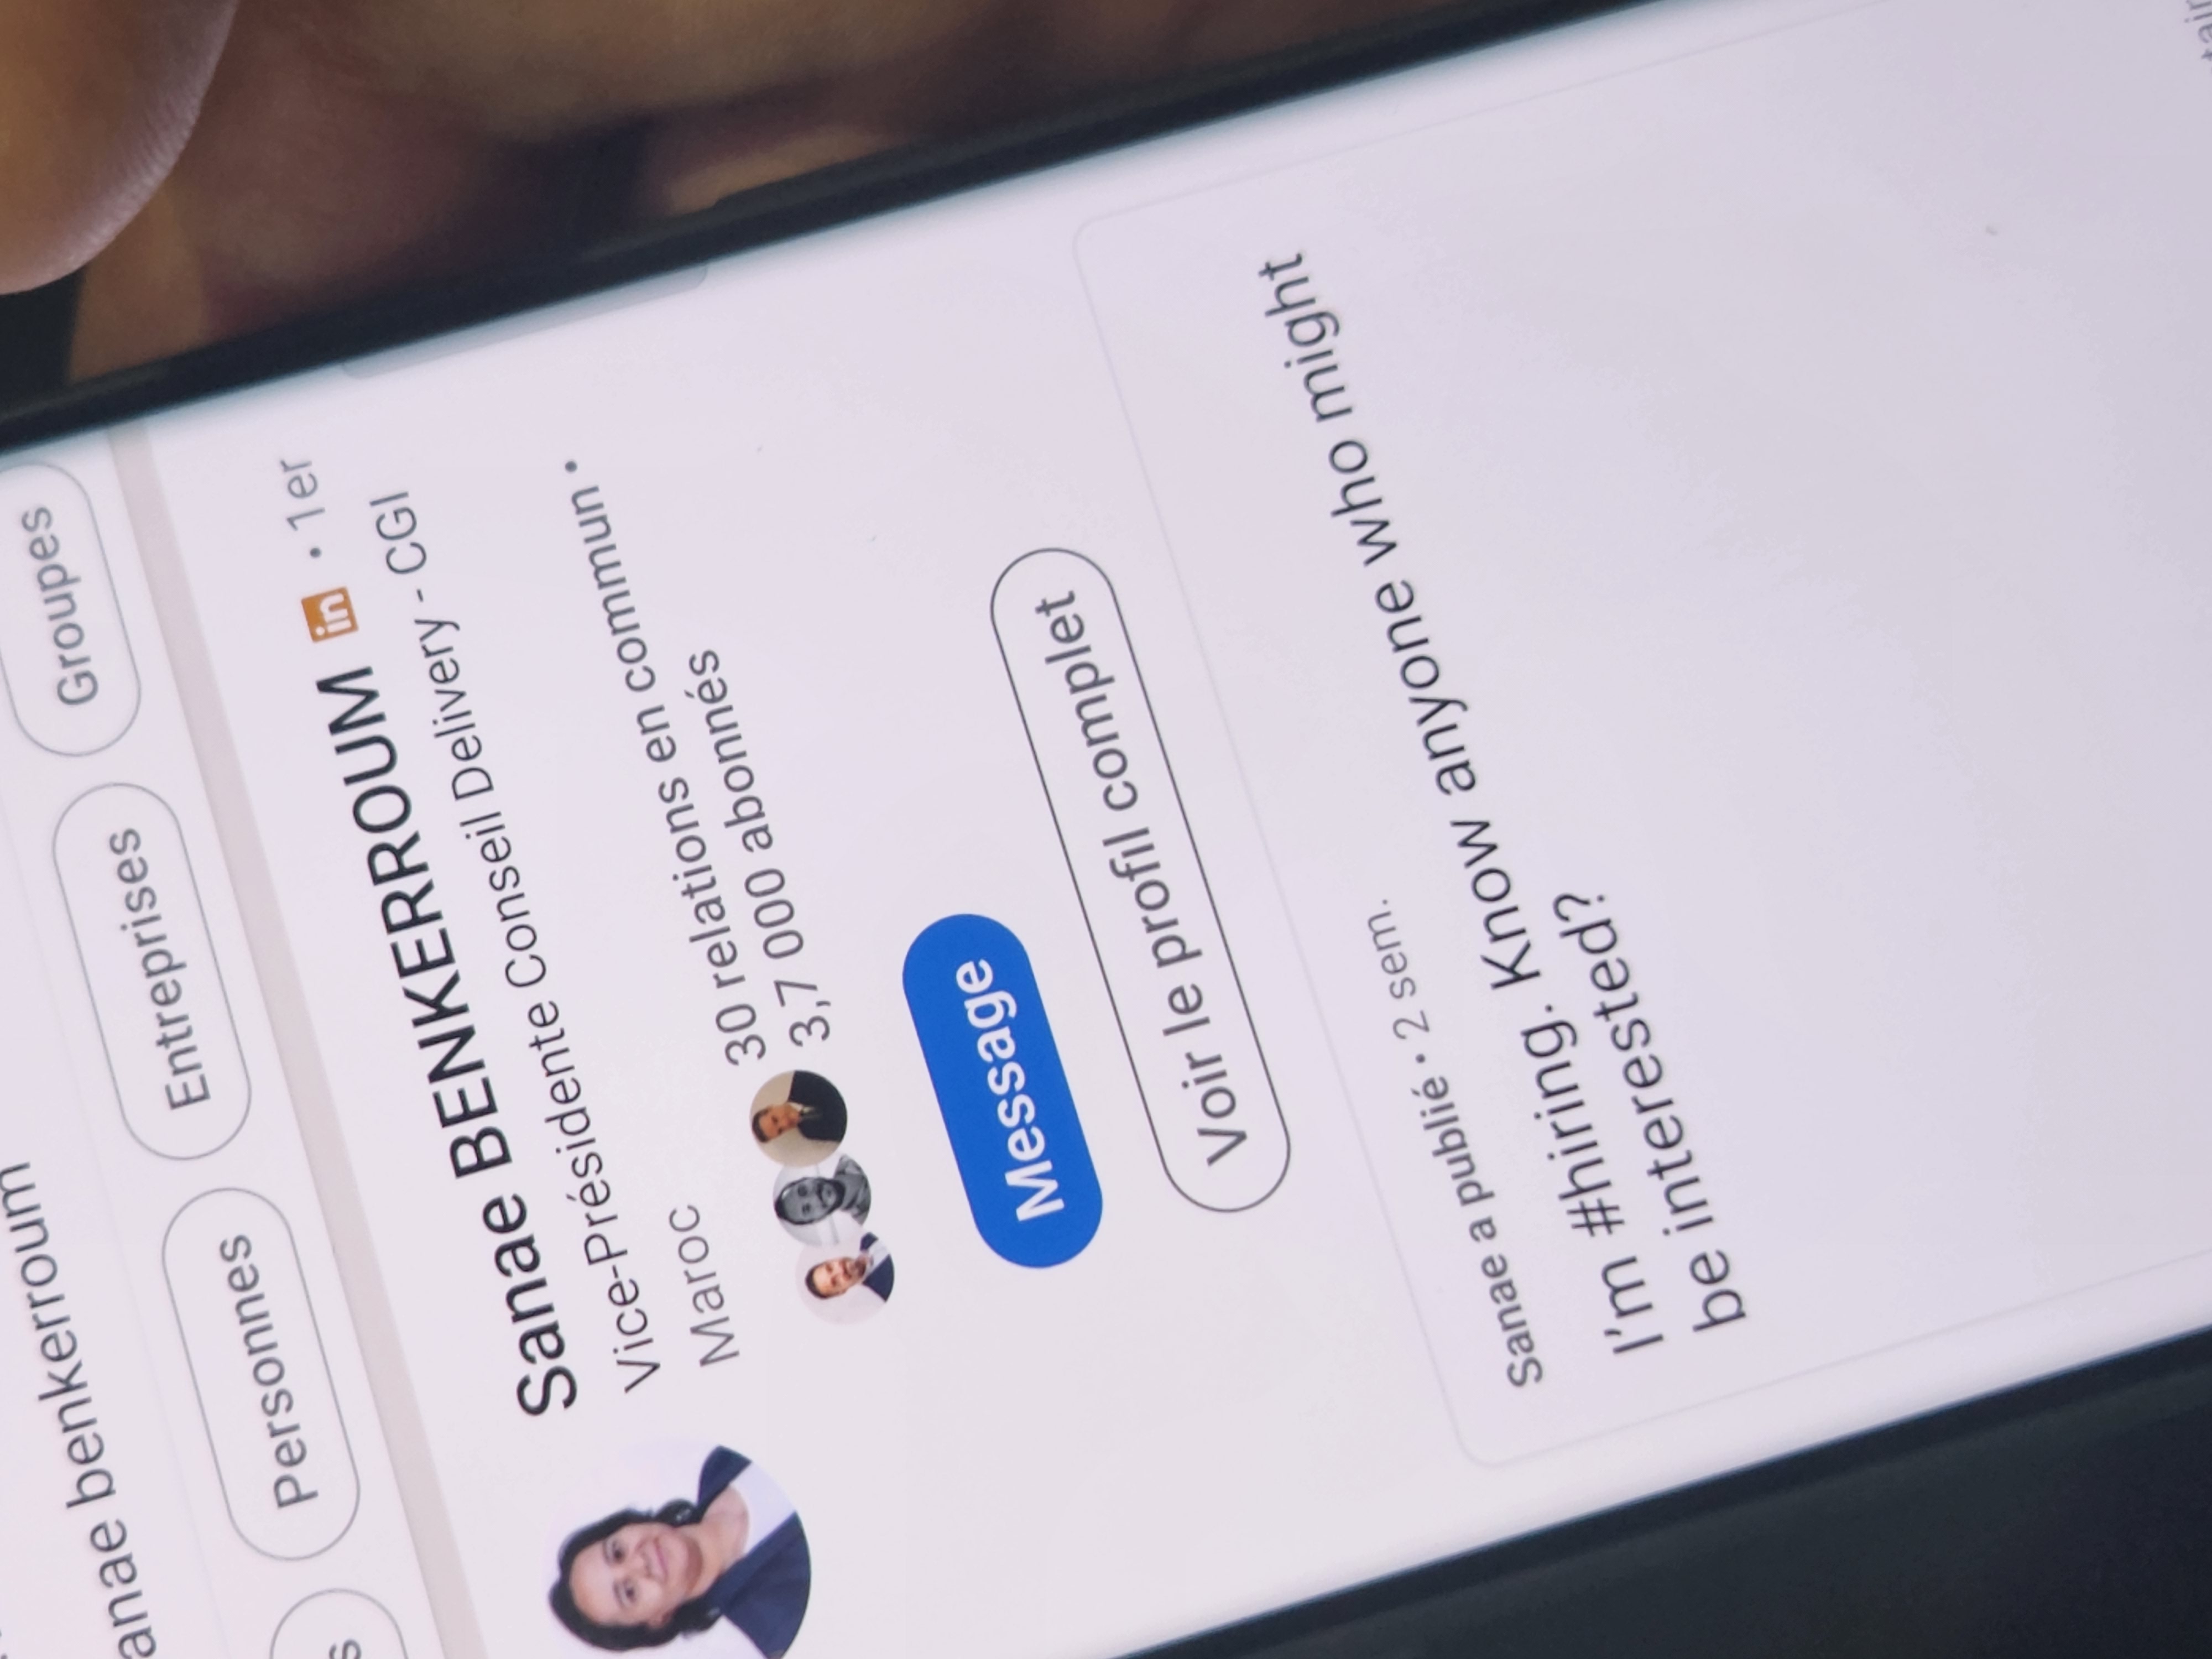 anae benkerroum
s
Personnes
Entreprises
Groupes
Sanae BENKERROUM in • 1er
Vice-Présidente Conseil Delivery - CGI
Maroc
30 relations en commun •
3,7 000 abonnés
Message
Voir le profil complet
Sanae a publié • 2 sem.
I'm #hiring. Know anyone who might
be interested?